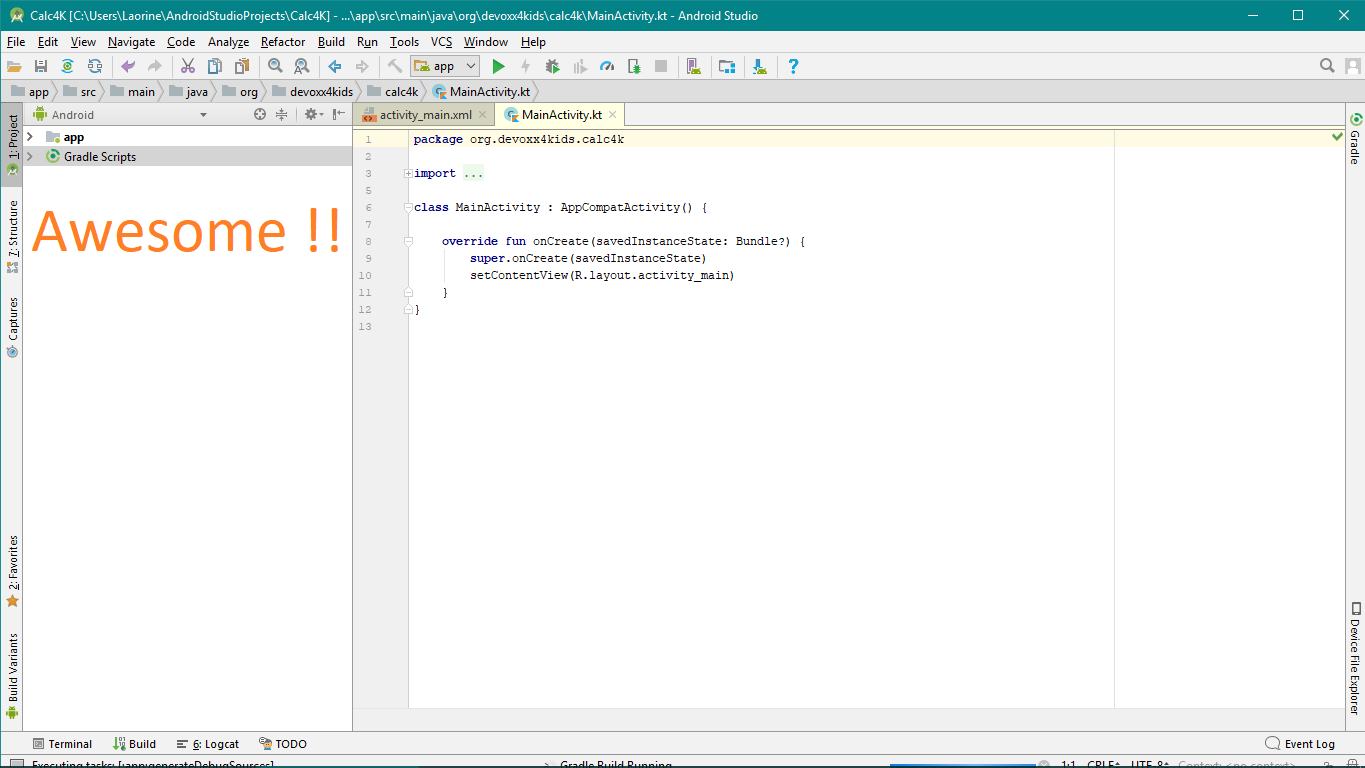 Calc4K [C:\Users\Laorine\AndroidStudioProjects\Calc4K] - ...\app\src\main\java\org\devoxx4kids\calc4k\MainActivity.kt - Android Studio
File Edit View Navigate Code Analyze Refactor Build Run Tools VCS Window Help
app
app src main java org devoxx4kids calc4k MainActivity.kt
1: Project
Android
activity_main.xml
MainActivity.kt
Gradle
app
Gradle Scripts
Awesome !!
7: Structure
Captures
2: Favorites
Build Variants
1 package org.devoxx4kids.calc4k
2
3 import ...
5
6 class MainActivity : AppCompatActivity() {
7
8 override fun onCreate(savedInstanceState: Bundle?) {
9 super.onCreate(savedInstanceState)
10 setContentView(R.layout.activity_main)
11 }
12 }
13
Device File Explorer
Terminal Build 6: Logcat TODO Event Log
Executing tasks: [:app:generateDebugSources] Gradle Build Running 1:1 CRLF UTF-8 Context: <no context>